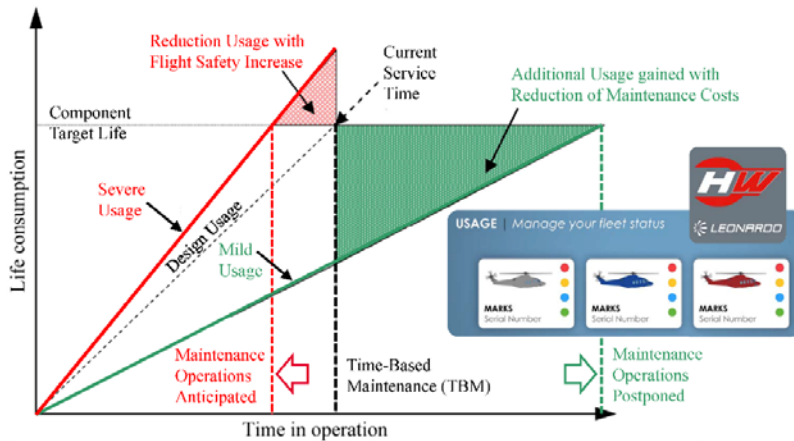 Reduction Usage with
Flight Safety Increase
Current
Service
Time
Additional Usage gained with
Reduction of Maintenance Costs
Component
Target Life
Life consumption
Severe
Usage
Design Usage
Mild
Usage
HW
LEONARDO
USAGE | Manage your fleet status
MARKS
Serial Number
MARKS
Serial Number
MARKS
Serial Number
Maintenance
Operations
Anticipated
Time-Based
Maintenance (TBM)
Maintenance
Operations
Postponed
Time in operation